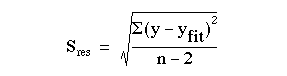 S_res = √(Σ(y − y_fit)² / (n − 2))